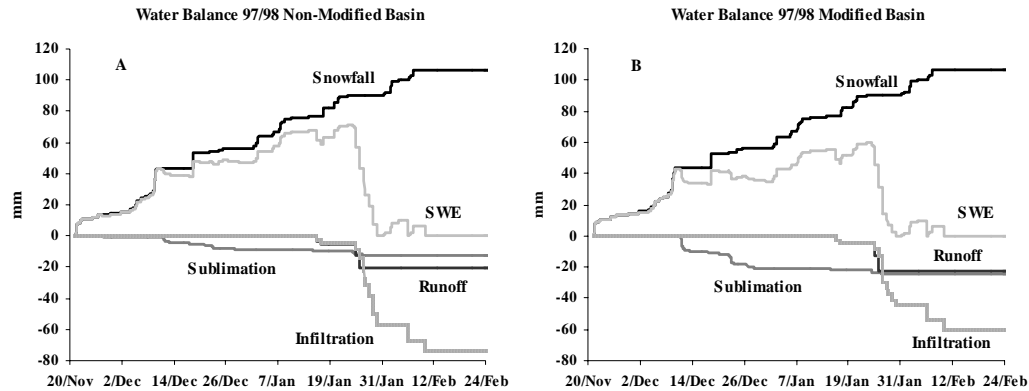 Water Balance 97/98 Non-Modified Basin
120
100
80
60
40
20
0
-20
-40
-60
-80
mm
A
Snowfall
SWE
Sublimation
Runoff
Infiltration
20/Nov 2/Dec 14/Dec 26/Dec 7/Jan 19/Jan 31/Jan 12/Feb 24/Feb
Water Balance 97/98 Modified Basin
120
100
80
60
40
20
0
-20
-40
-60
-80
mm
B
Snowfall
SWE
Runoff
Sublimation
Infiltration
20/Nov 2/Dec 14/Dec 26/Dec 7/Jan 19/Jan 31/Jan 12/Feb 24/Feb